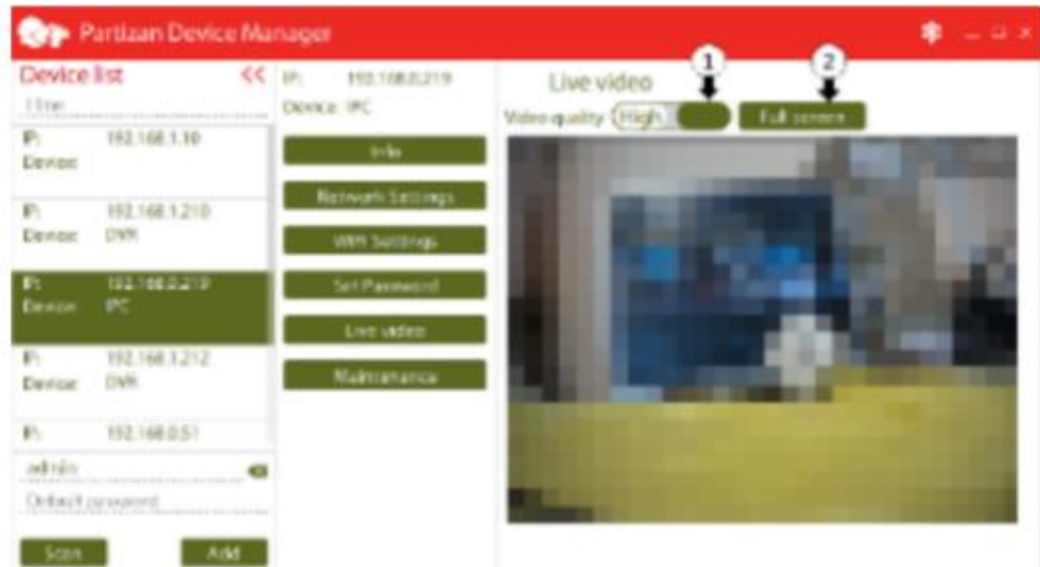 Partizan Device Manager
Device list <<
Filter
IP: 192.168.1.10
Device:
IP: 192.168.1.210
Device: DVR
IP: 192.168.0.219
Device: IPC
IP: 192.168.1.212
Device: DVR
IP: 192.168.0.51
admin
Default password
Scan Add
IP: 192.168.0.219
Device: IPC
Info
Network Settings
WiFi Settings
Set Password
Live video
Maintenance
Live video
1 2
Video quality High Full screen